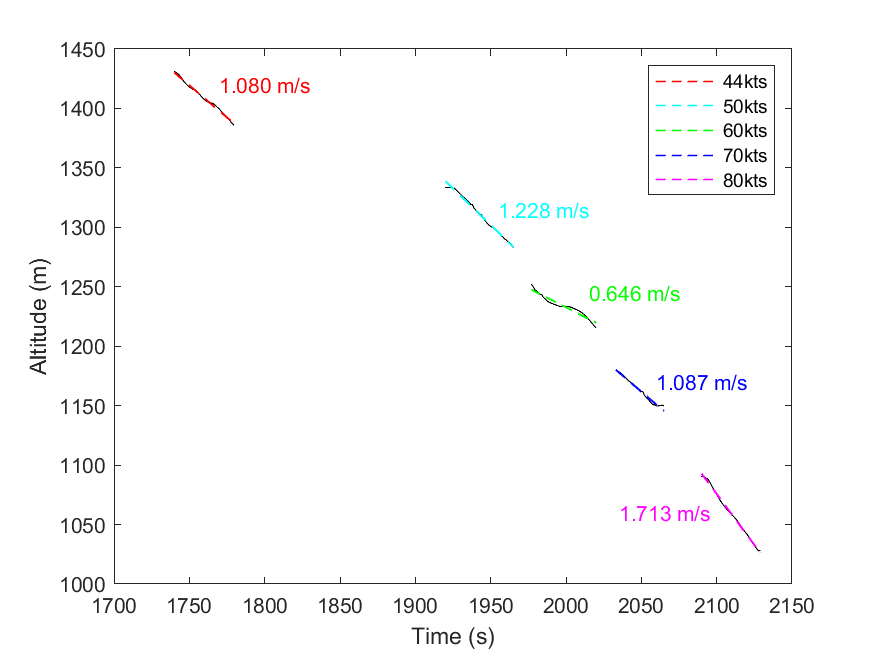 1450
1400
1350
1300
1250
1200
1150
1100
1050
1000
1700
1750
1800
1850
1900
1950
2000
2050
2100
2150
Time (s)
Altitude (m)
1.080 m/s
1.228 m/s
0.646 m/s
1.087 m/s
1.713 m/s
44kts
50kts
60kts
70kts
80kts